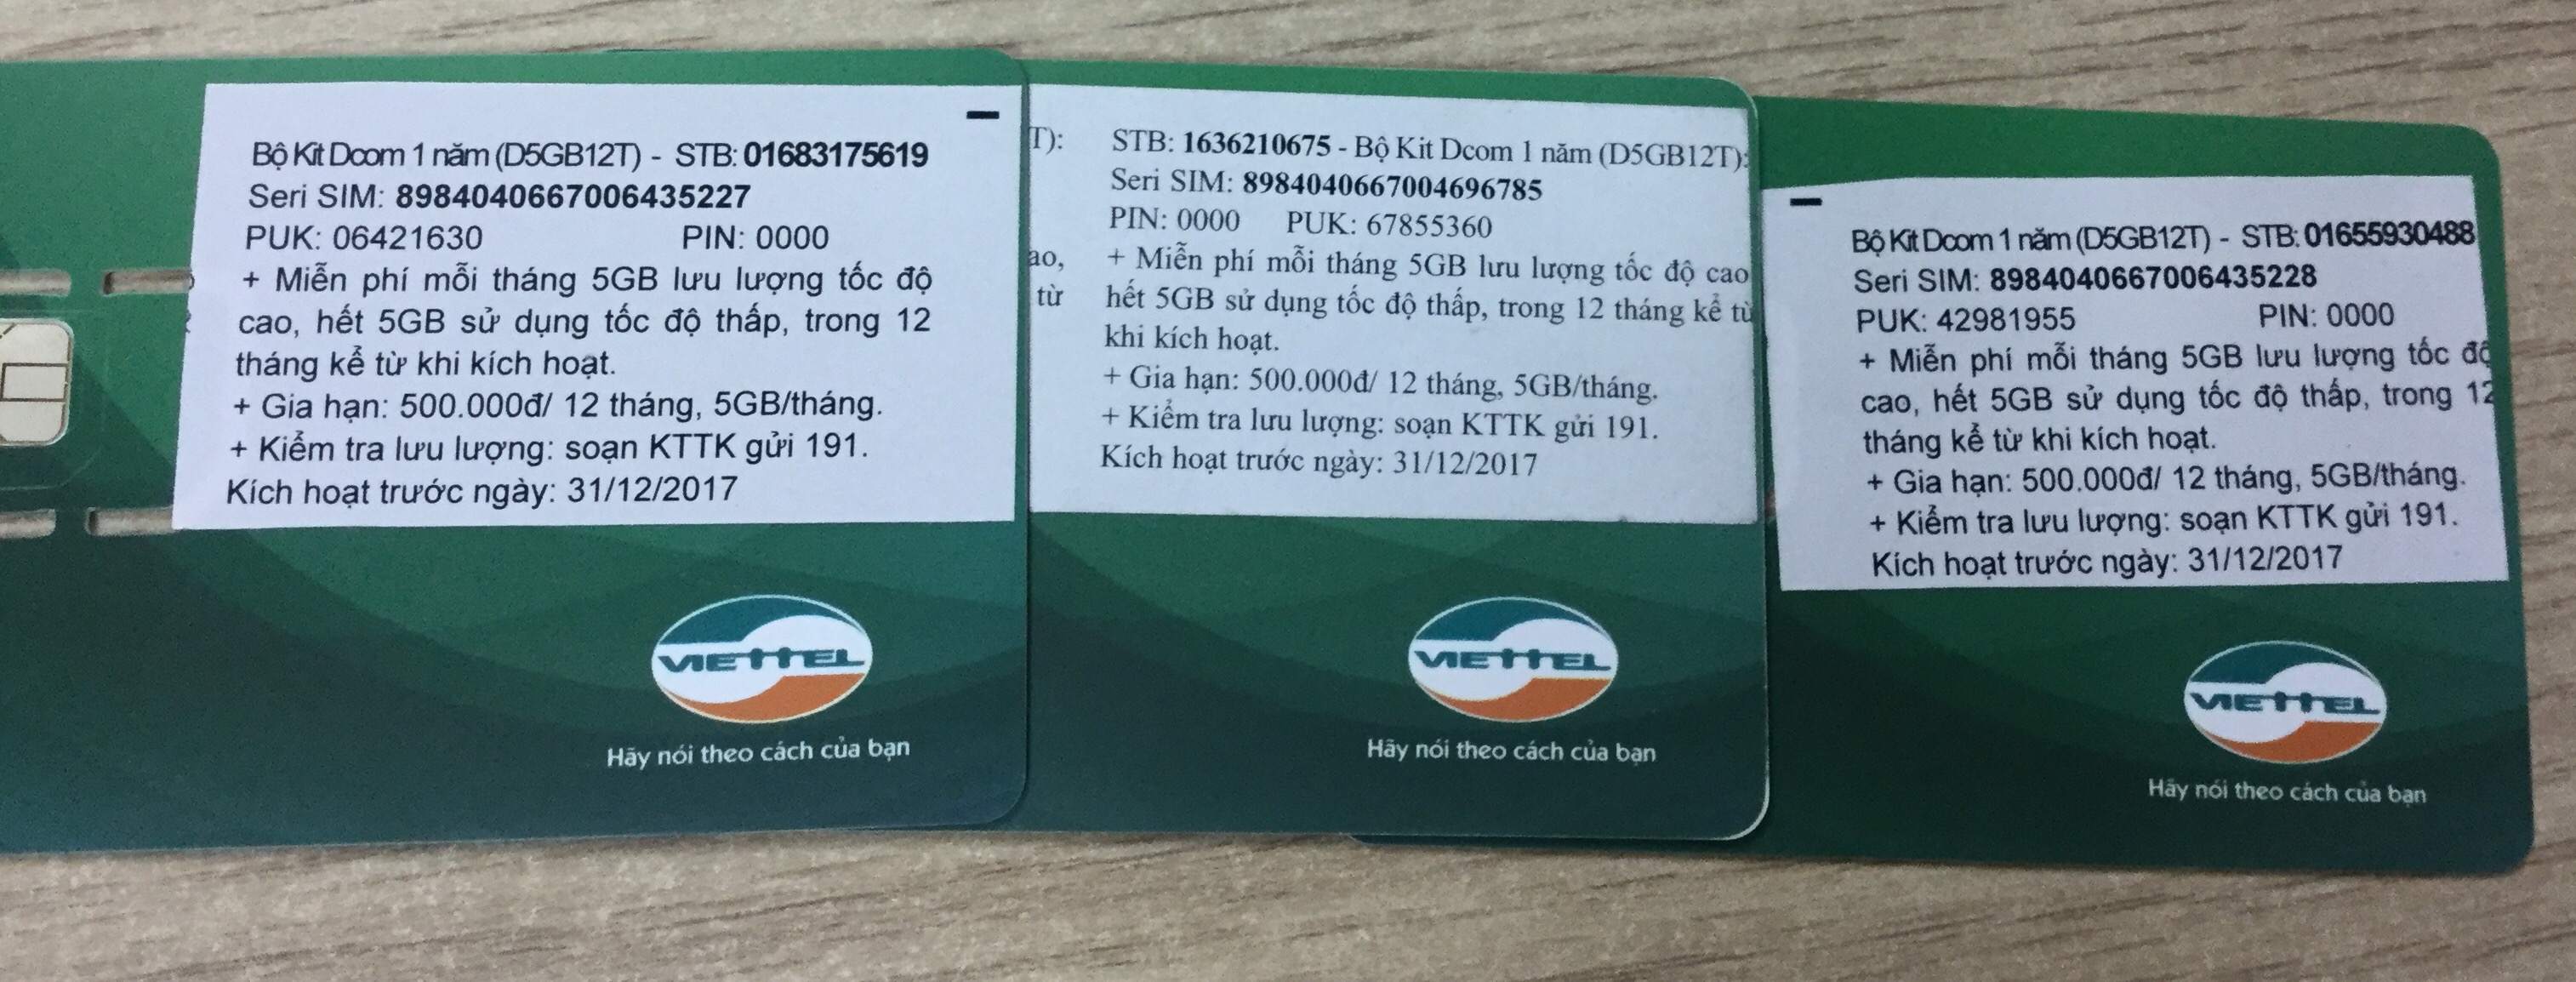 Bộ Kit Dcom 1 năm (D5GB12T) - STB: 01683175619
Seri SIM: 8984040667006435227
PUK: 06421630 PIN: 0000
+ Miễn phí mỗi tháng 5GB lưu lượng tốc độ
cao, hết 5GB sử dụng tốc độ thấp, trong 12
tháng kể từ khi kích hoạt.
+ Gia hạn: 500.000đ/ 12 tháng, 5GB/tháng.
+ Kiểm tra lưu lượng: soạn KTTK gửi 191.
Kích hoạt trước ngày: 31/12/2017
VIETTEL
Hãy nói theo cách của bạn
T):
ao,
từ
STB: 1636210675 - Bộ Kit Dcom 1 năm (D5GB12T):
Seri SIM: 8984040667004696785
PIN: 0000 PUK: 67855360
+ Miễn phí mỗi tháng 5GB lưu lượng tốc độ cao
hết 5GB sử dụng tốc độ thấp, trong 12 tháng kể từ
khi kích hoạt.
+ Gia hạn: 500.000đ/ 12 tháng, 5GB/tháng.
+ Kiểm tra lưu lượng: soạn KTTK gửi 191.
Kích hoạt trước ngày: 31/12/2017
VIETTEL
Hãy nói theo cách của bạn
Bộ Kit Dcom 1 năm (D5GB12T) - STB: 01655930488
Seri SIM: 8984040667006435228
PUK: 42981955 PIN: 0000
+ Miễn phí mỗi tháng 5GB lưu lượng tốc độ
cao, hết 5GB sử dụng tốc độ thấp, trong 12
tháng kể từ khi kích hoạt.
+ Gia hạn: 500.000đ/ 12 tháng, 5GB/tháng.
+ Kiểm tra lưu lượng: soạn KTTK gửi 191.
Kích hoạt trước ngày: 31/12/2017
VIETTEL
Hãy nói theo cách của bạn